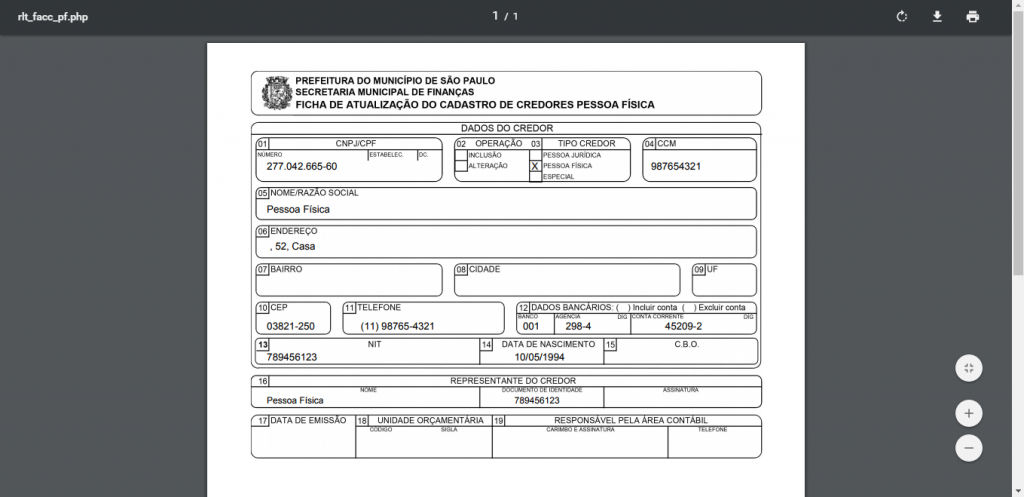 rlt_facc_pf.php
1 / 1
PREFEITURA DO MUNICÍPIO DE SÃO PAULO
SECRETARIA MUNICIPAL DE FINANÇAS
FICHA DE ATUALIZAÇÃO DO CADASTRO DE CREDORES PESSOA FÍSICA
DADOS DO CREDOR
01 CNPJ/CPF
NÚMERO ESTABELEC. DC.
277.042.665-60
02 OPERAÇÃO
INCLUSÃO
ALTERAÇÃO
03 TIPO CREDOR
PESSOA JURÍDICA
X PESSOA FÍSICA
ESPECIAL
04 CCM
987654321
05 NOME/RAZÃO SOCIAL
Pessoa Física
06 ENDEREÇO
, 52, Casa
07 BAIRRO
08 CIDADE
09 UF
10 CEP
03821-250
11 TELEFONE
(11) 98765-4321
12 DADOS BANCÁRIOS: ( ) Incluir conta ( ) Excluir conta
BANCO AGENCIA DIG CONTA CORRENTE DIG
001 298-4 45209-2
13 NIT
789456123
14 DATA DE NASCIMENTO
10/05/1994
15 C.B.O.
16 REPRESENTANTE DO CREDOR
NOME DOCUMENTO DE IDENTIDADE ASSINATURA
Pessoa Física 789456123
17 DATA DE EMISSÃO
18 UNIDADE ORÇAMENTÁRIA
CODIGO SIGLA
19 RESPONSÁVEL PELA ÁREA CONTÁBIL
CARIMBO E ASSINATURA TELEFONE